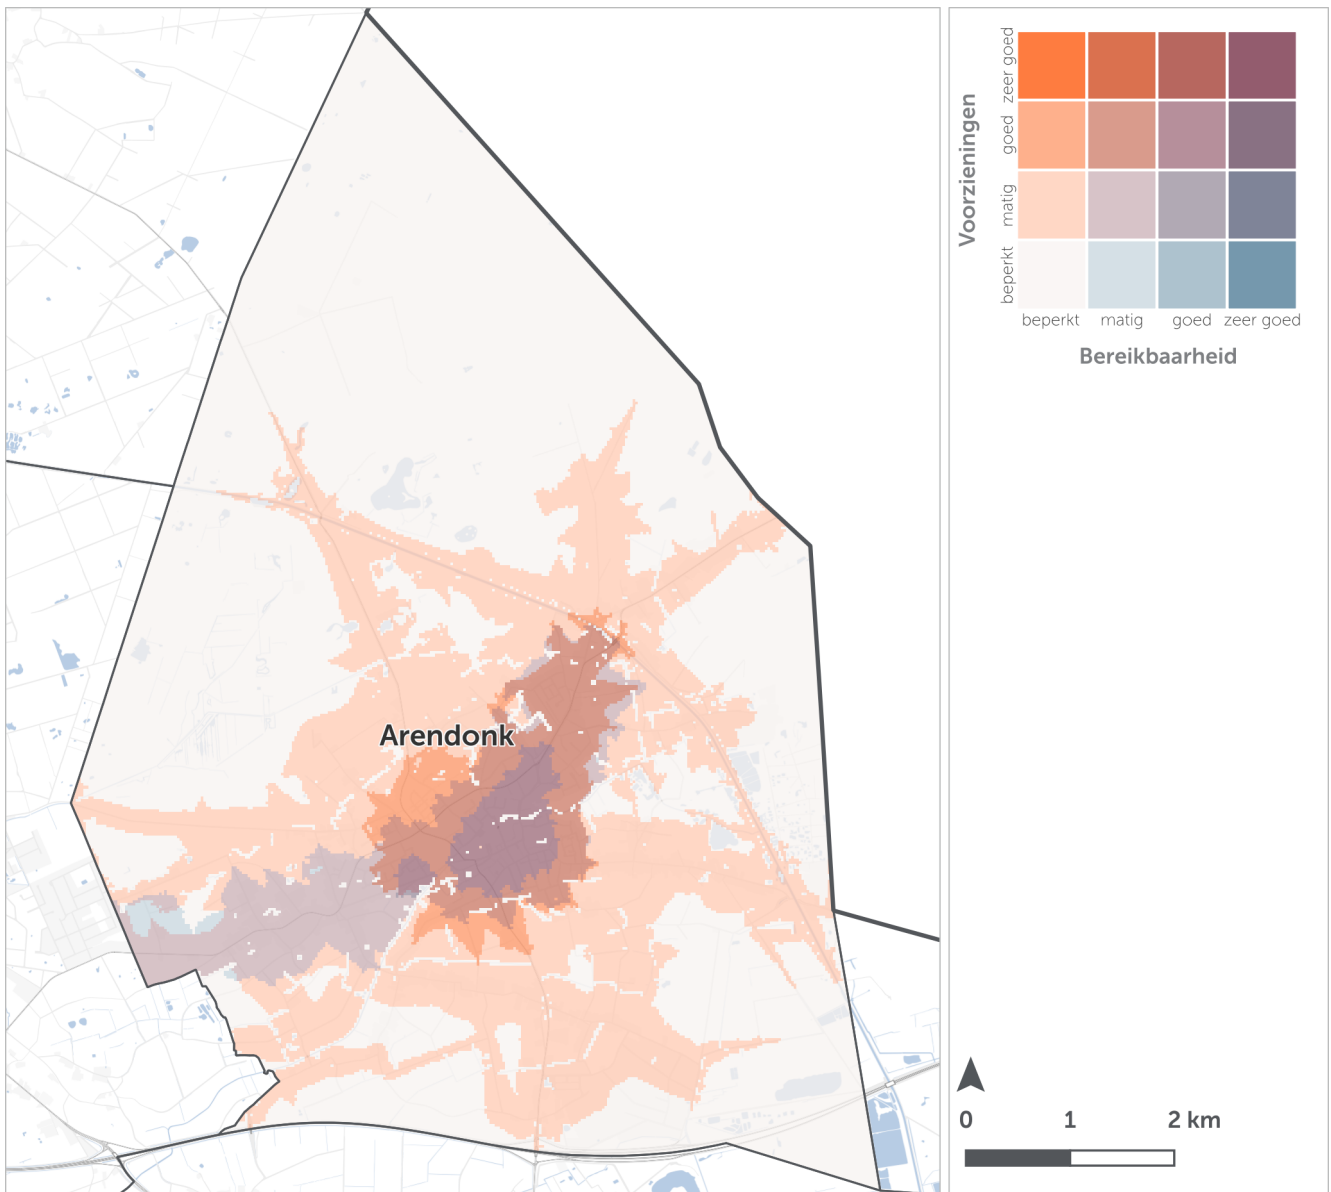 Arendonk
Voorzieningen
zeer goed
goed
matig
beperkt
beperkt matig goed zeer goed
Bereikbaarheid
0 1 2 km